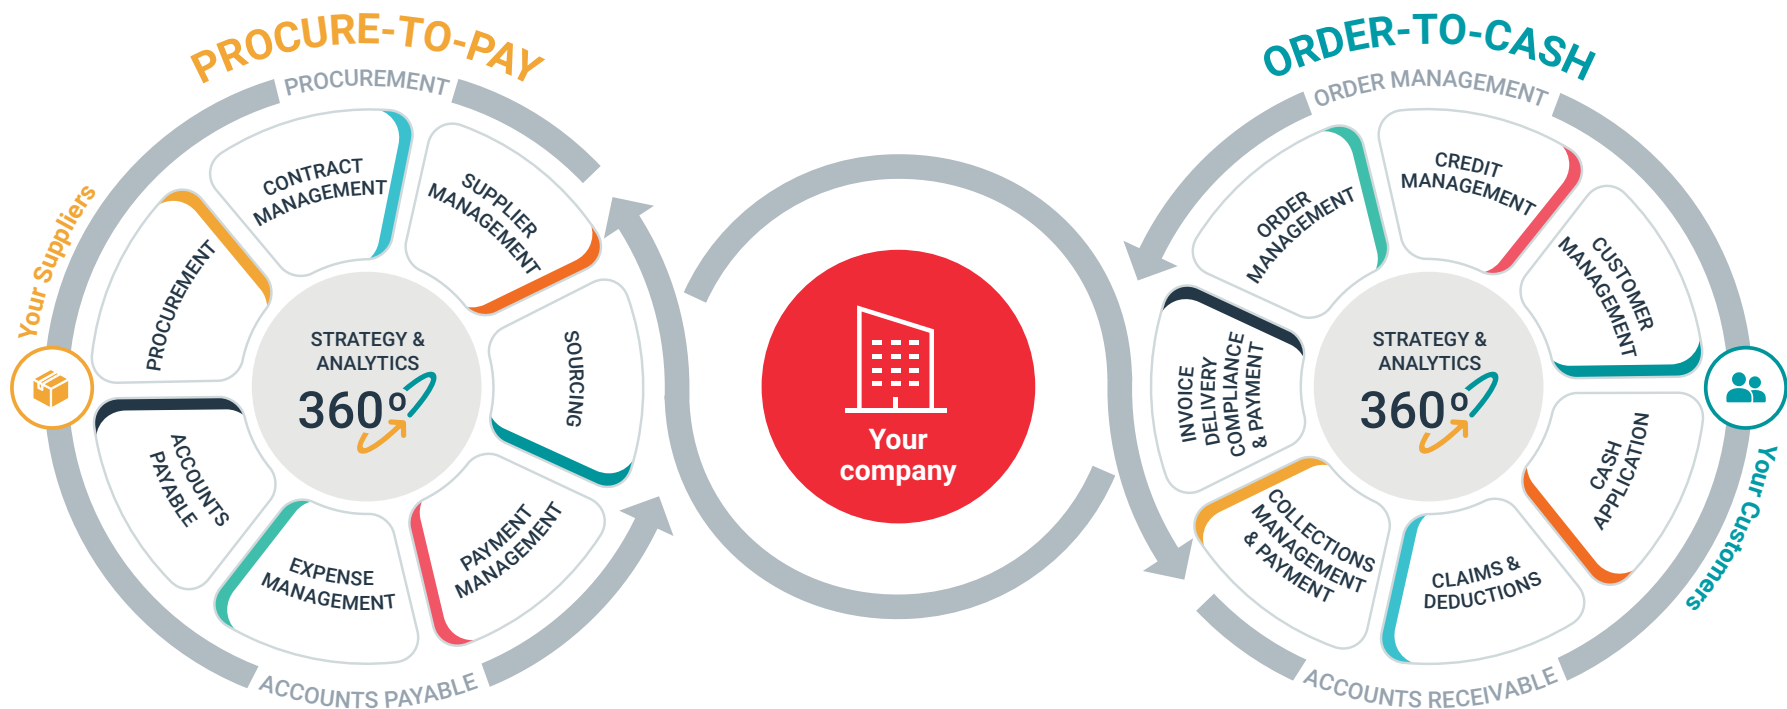 PROCURE-TO-PAY
PROCUREMENT
CONTRACT
MANAGEMENT
SUPPLIER
MANAGEMENT
PROCUREMENT
SOURCING
STRATEGY &
ANALYTICS
360º
ACCOUNTS
PAYABLE
EXPENSE
MANAGEMENT
PAYMENT
MANAGEMENT
ACCOUNTS PAYABLE
Your Suppliers
Your
company
ORDER-TO-CASH
ORDER MANAGEMENT
ORDER
MANAGEMENT
CREDIT
MANAGEMENT
CUSTOMER
MANAGEMENT
INVOICE
DELIVERY
COMPLIANCE
& PAYMENT
STRATEGY &
ANALYTICS
360º
CASH
APPLICATION
COLLECTIONS
MANAGEMENT
& PAYMENT
CLAIMS &
DEDUCTIONS
ACCOUNTS RECEIVABLE
Your Customers